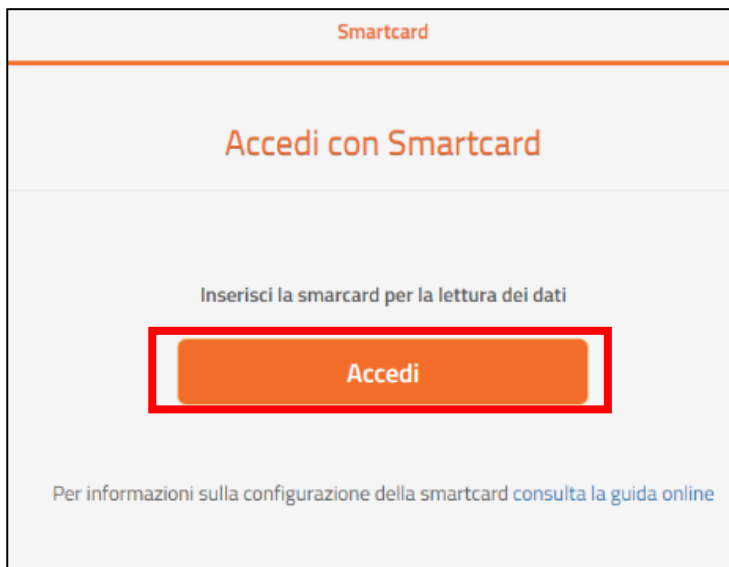 Smartcard
Accedi con Smartcard
Inserisci la smarcard per la lettura dei dati
Accedi
Per informazioni sulla configurazione della smartcard consulta la guida online